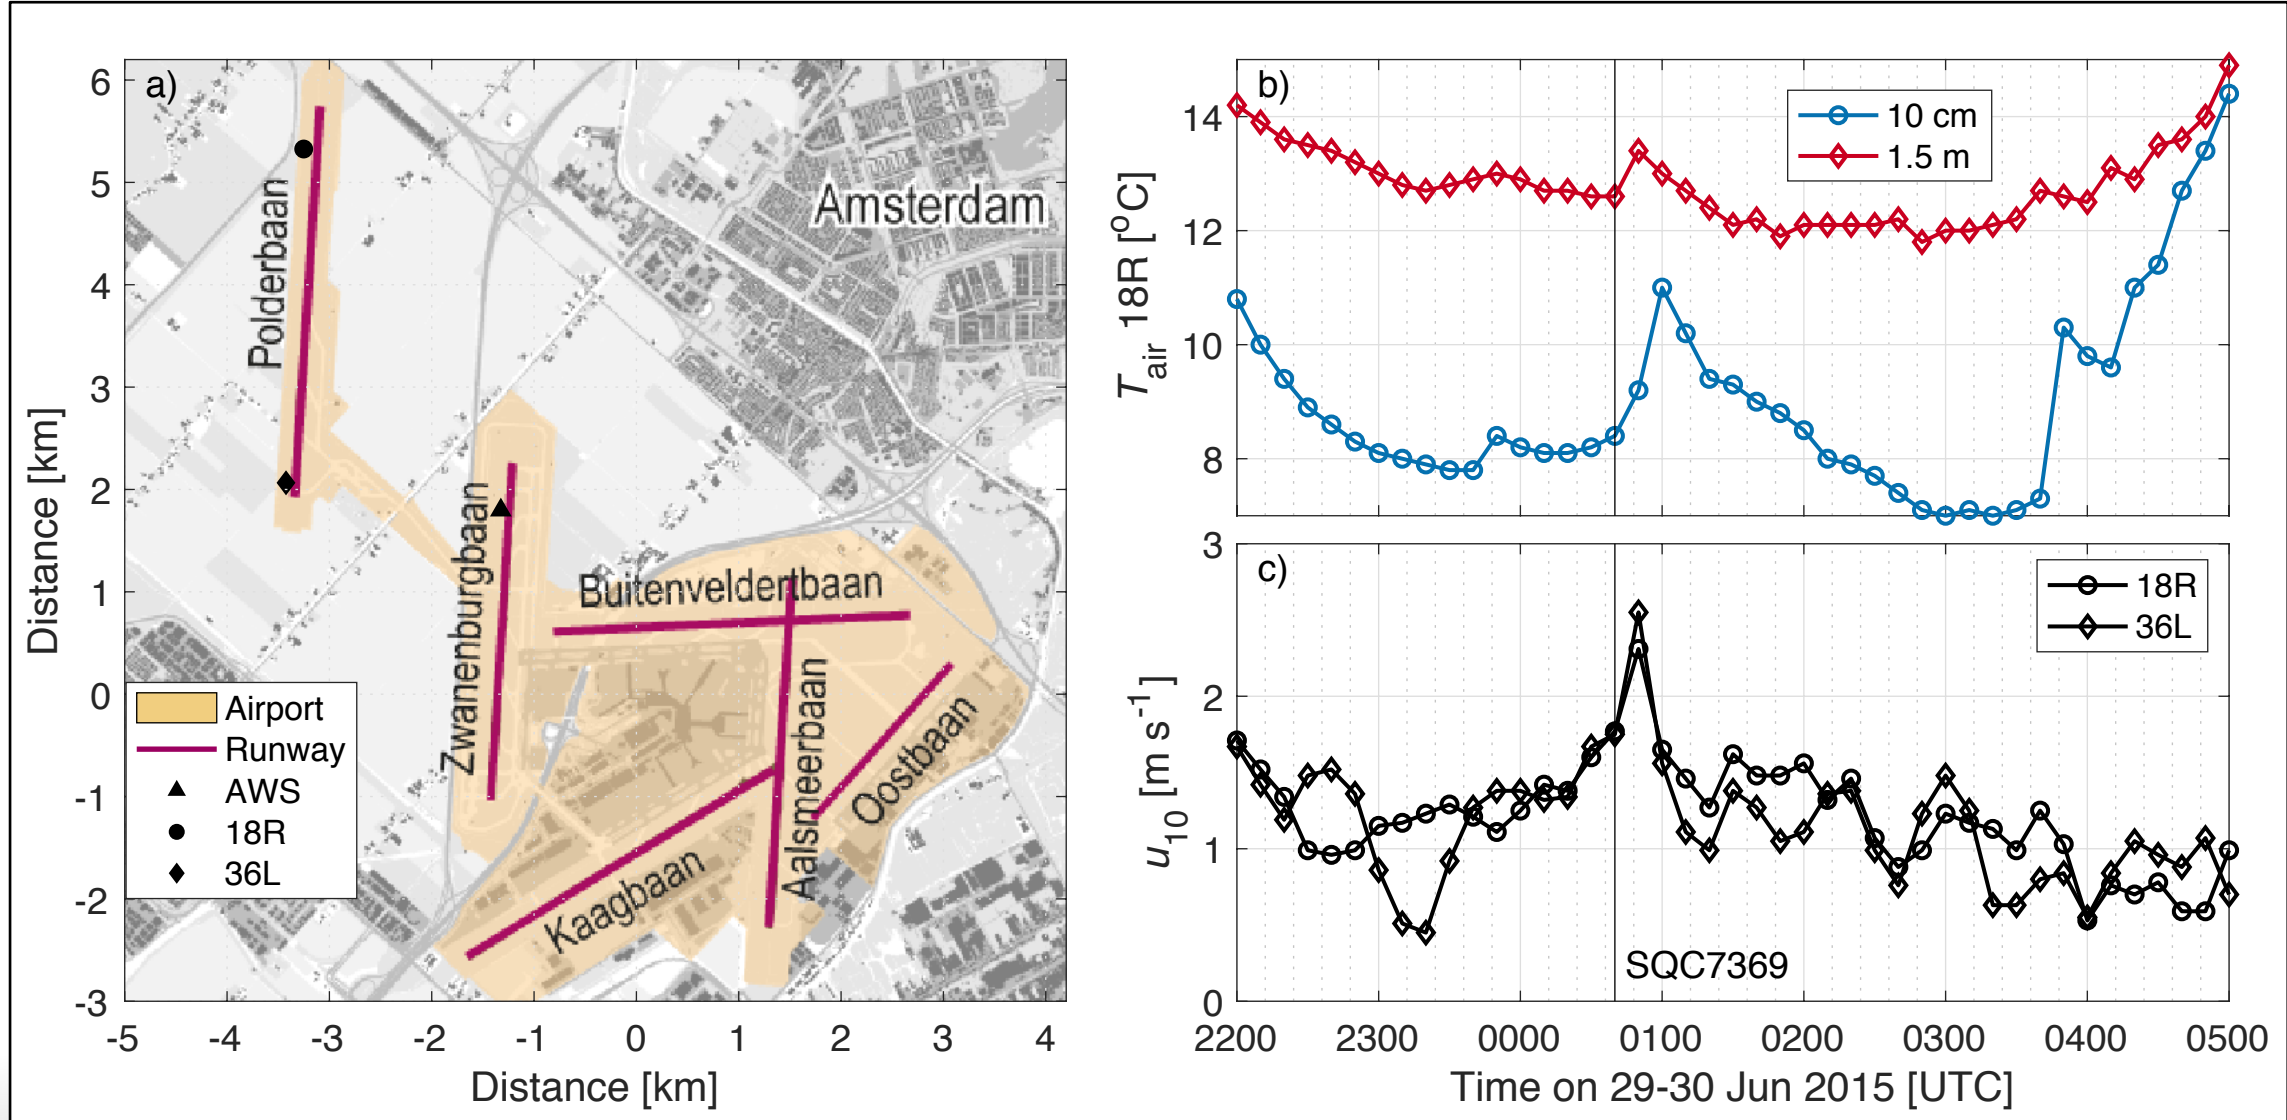 a)
6
5
4
3
2
1
0
-1
-2
-3
Distance [km]
-5
-4
-3
-2
-1
0
1
2
3
4
Distance [km]
Amsterdam
Polderbaan
Zwanenburgbaan
Buitenveldertbaan
Aalsmeerbaan
Oostbaan
Kaagbaan
Airport
Runway
AWS
18R
36L
b)
14
12
10
8
T_air 18R [°C]
10 cm
1.5 m
c)
3
2
1
0
u_10 [m s^-1]
18R
36L
SQC7369
2200
2300
0000
0100
0200
0300
0400
0500
Time on 29-30 Jun 2015 [UTC]